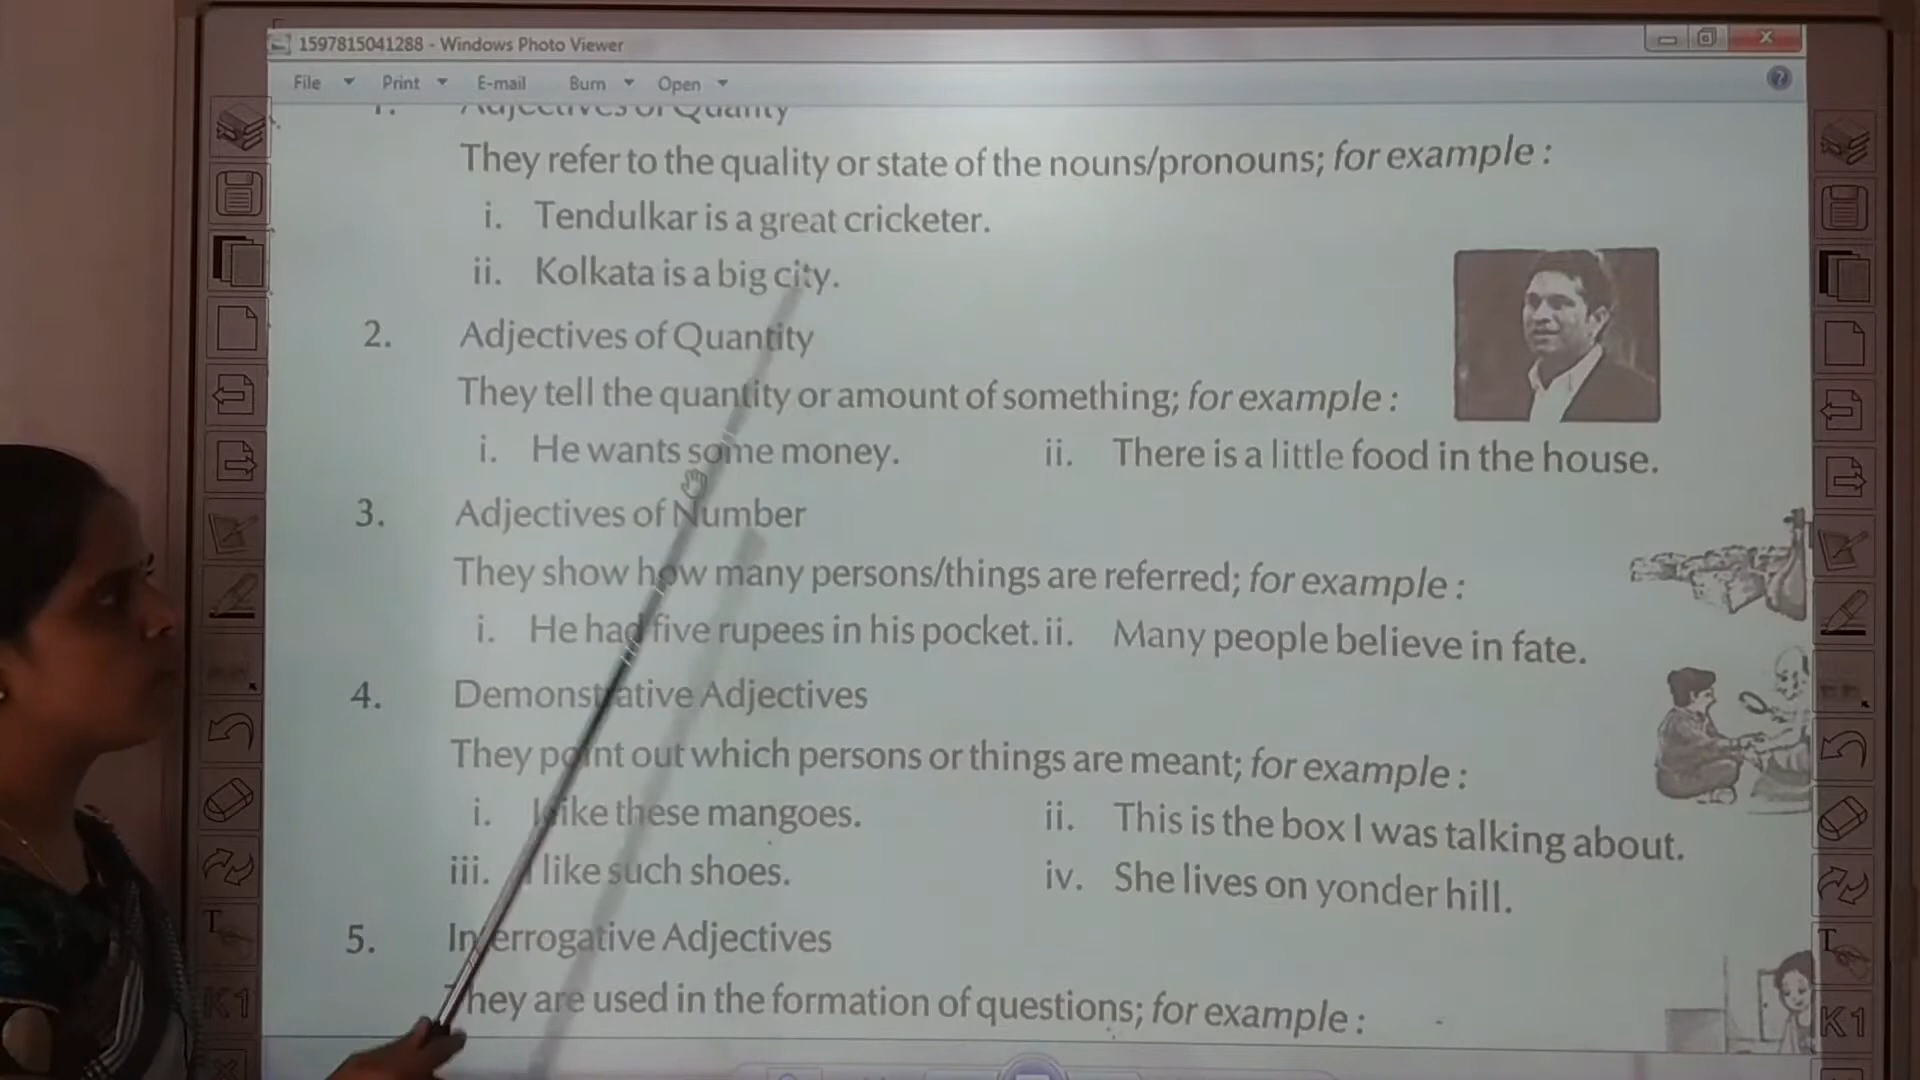 1597815041288 - Windows Photo Viewer
File Print E-mail Burn Open
1. Adjectives of Quality
They refer to the quality or state of the nouns/pronouns; for example :
i. Tendulkar is a great cricketer.
ii. Kolkata is a big city.
2. Adjectives of Quantity
They tell the quantity or amount of something; for example :
i. He wants some money. ii. There is a little food in the house.
3. Adjectives of Number
They show how many persons/things are referred; for example :
i. He had five rupees in his pocket. ii. Many people believe in fate.
4. Demonstrative Adjectives
They point out which persons or things are meant; for example :
i. I like these mangoes. ii. This is the box I was talking about.
iii. I like such shoes. iv. She lives on yonder hill.
5. Interrogative Adjectives
They are used in the formation of questions; for example :
T T
K1 K1